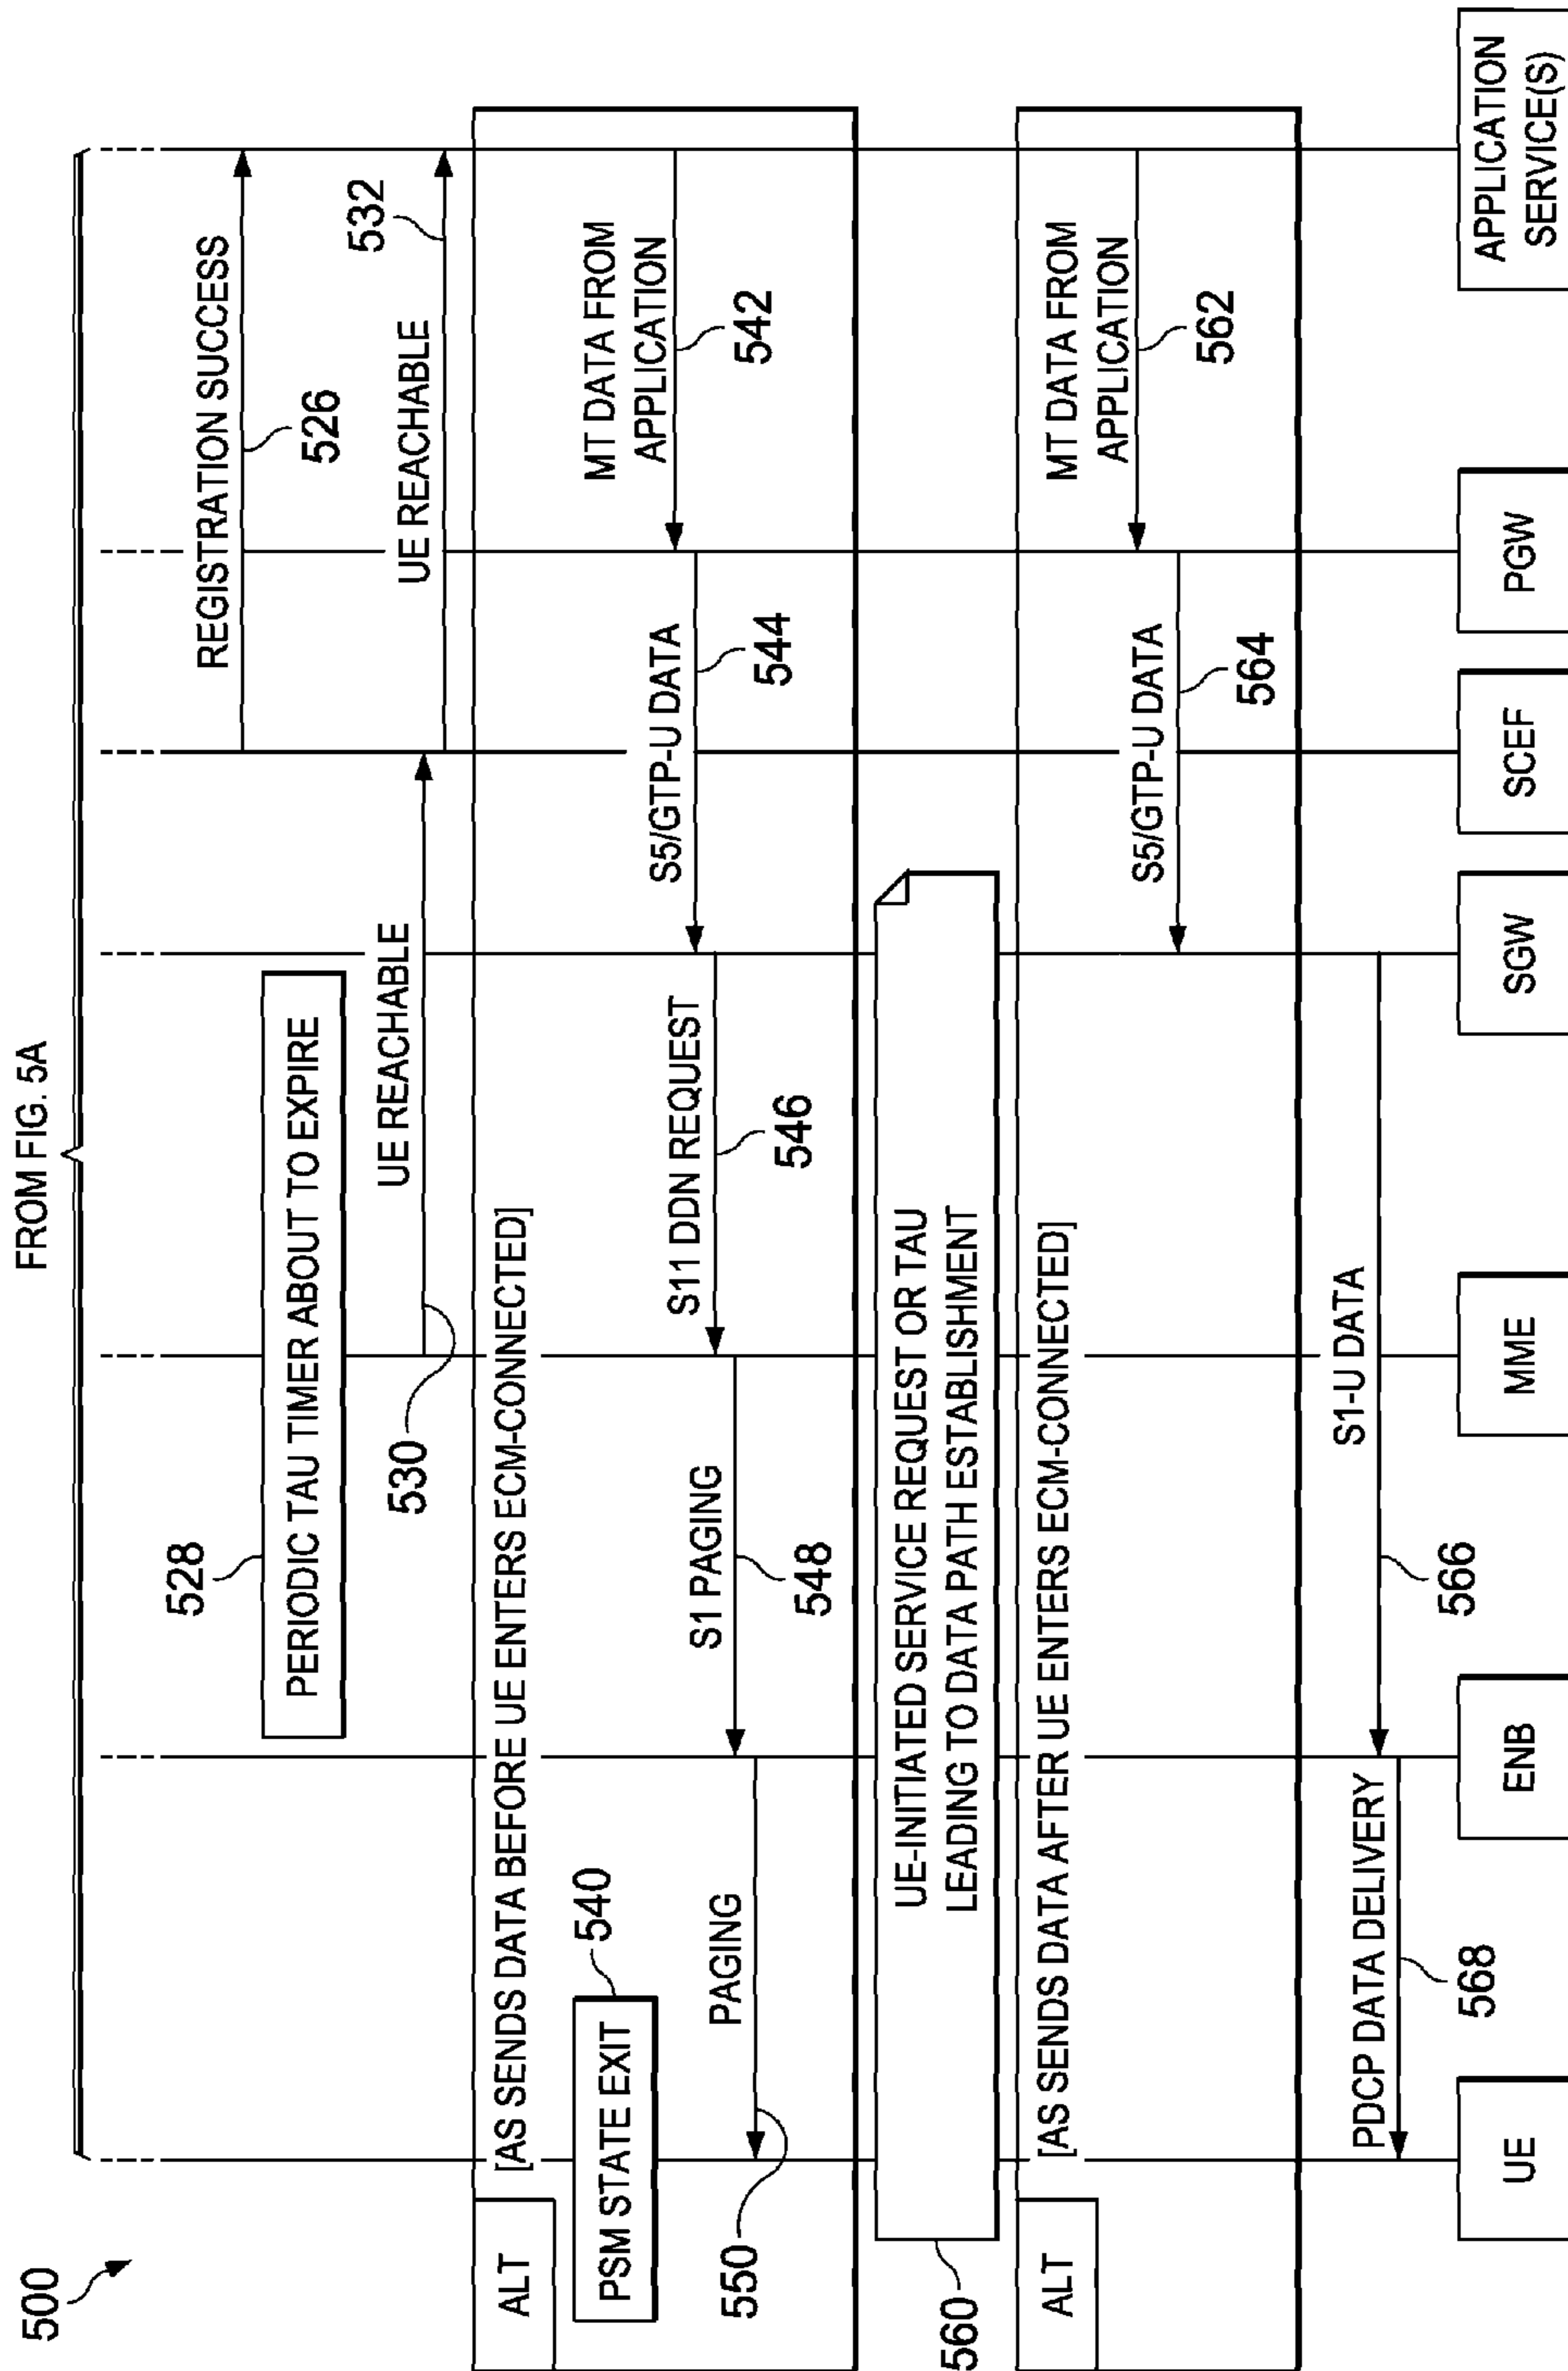 500
FROM FIG. 5A
REGISTRATION SUCCESS
526
528
PERIODIC TAU TIMER ABOUT TO EXPIRE
UE REACHABLE
530
UE REACHABLE
532
ALT
[AS SENDS DATA BEFORE UE ENTERS ECM-CONNECTED]
PSM STATE EXIT
540
MT DATA FROM
APPLICATION
542
S5/GTP-U DATA
544
S11 DDN REQUEST
546
S1 PAGING
548
PAGING
550
UE-INITIATED SERVICE REQUEST OR TAU
LEADING TO DATA PATH ESTABLISHMENT
560
ALT
[AS SENDS DATA AFTER UE ENTERS ECM-CONNECTED]
MT DATA FROM
APPLICATION
562
S5/GTP-U DATA
564
S1-U DATA
566
PDCP DATA DELIVERY
568
UE
ENB
MME
SGW
SCEF
PGW
APPLICATION
SERVICE(S)